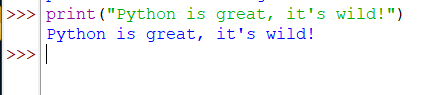 >>> print("Python is great, it's wild!")
Python is great, it's wild!
>>>